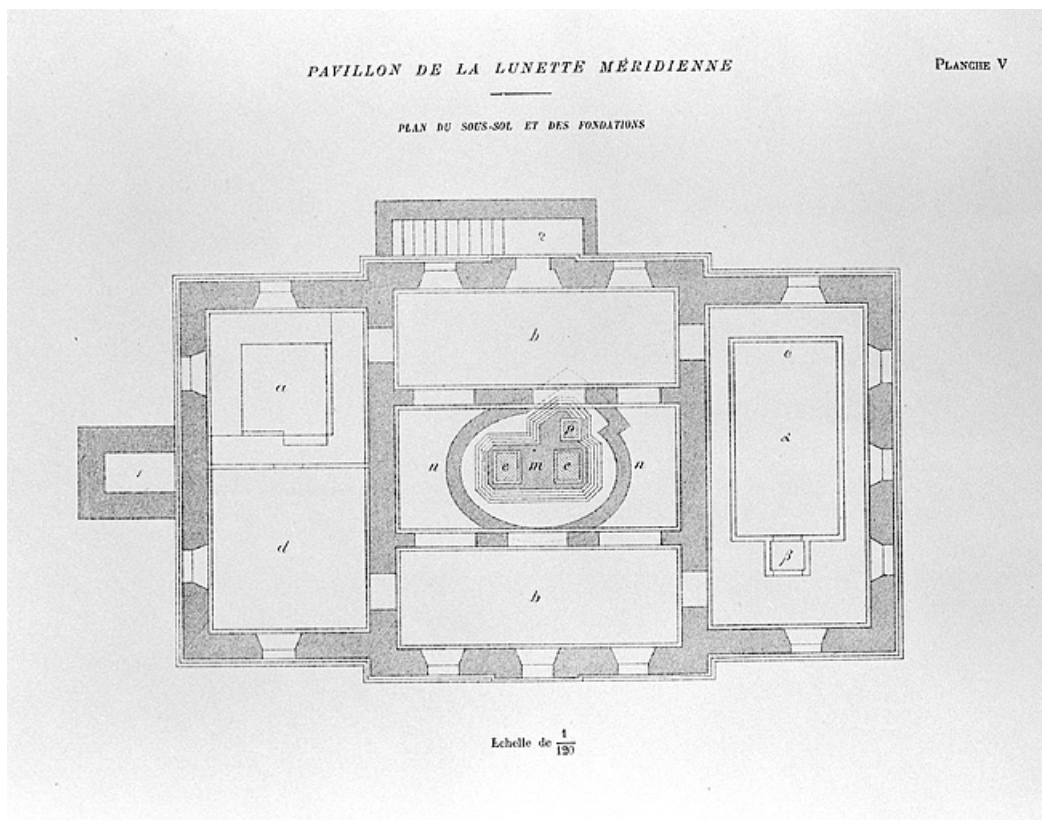 PAVILLON DE LA LUNETTE MÉRIDIENNE
PLANCHE V
PLAN DU SOUS-SOL ET DES FONDATIONS
b
a
c
p
α
n
e
m
e
n
d
β
b
Echelle de 1/120